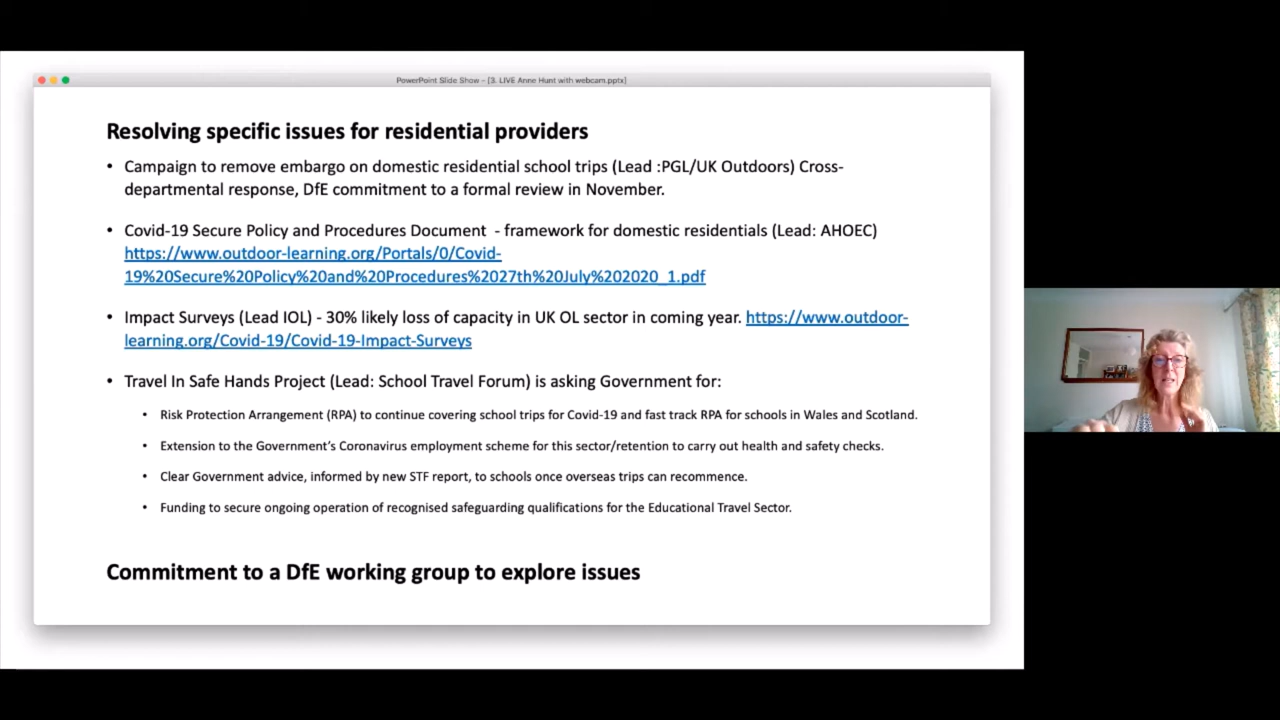 PowerPoint Slide Show - [3. LIVE Anne Hunt with webcam.pptx]
Resolving specific issues for residential providers
• Campaign to remove embargo on domestic residential school trips (Lead :PGL/UK Outdoors) Cross-
departmental response, DfE commitment to a formal review in November.
• Covid-19 Secure Policy and Procedures Document - framework for domestic residentials (Lead: AHOEC)
https://www.outdoor-learning.org/Portals/0/Covid-
19%20Secure%20Policy%20and%20Procedures%2027th%20July%202020_1.pdf
• Impact Surveys (Lead IOL) - 30% likely loss of capacity in UK OL sector in coming year. https://www.outdoor-
learning.org/Covid-19/Covid-19-Impact-Surveys
• Travel In Safe Hands Project (Lead: School Travel Forum) is asking Government for:
• Risk Protection Arrangement (RPA) to continue covering school trips for Covid-19 and fast track RPA for schools in Wales and Scotland.
• Extension to the Government's Coronavirus employment scheme for this sector/retention to carry out health and safety checks.
• Clear Government advice, informed by new STF report, to schools once overseas trips can recommence.
• Funding to secure ongoing operation of recognised safeguarding qualifications for the Educational Travel Sector.
Commitment to a DfE working group to explore issues